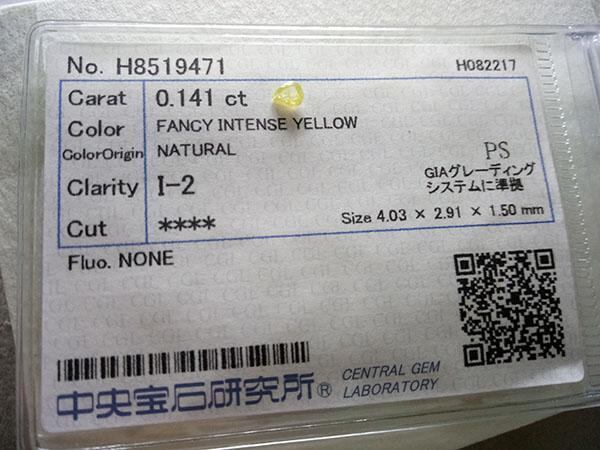 No. H8519471 H082217
Carat 0.141 ct
Color FANCY INTENSE YELLOW
ColorOrigin NATURAL PS
GIAグレーディング
Clarity I-2 システムに準拠
Cut **** Size 4.03 × 2.91 × 1.50 mm
Fluo. NONE
中央宝石研究所® CENTRAL GEM
LABORATORY